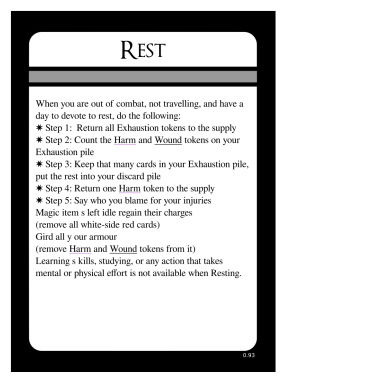 REST
When you are out of combat, not travelling, and have a
day to devote to rest, do the following:
✷ Step 1:  Return all Exhaustion tokens to the supply
✷ Step 2: Count the Harm and Wound tokens on your
Exhaustion pile
✷ Step 3: Keep that many cards in your Exhaustion pile,
put the rest into your discard pile
✷ Step 4: Return one Harm token to the supply
✷ Step 5: Say who you blame for your injuries
Magic item s left idle regain their charges
(remove all white-side red cards)
Gird all y our armour
(remove Harm and Wound tokens from it)
Learning s kills, studying, or any action that takes
mental or physical effort is not available when Resting.
0.93